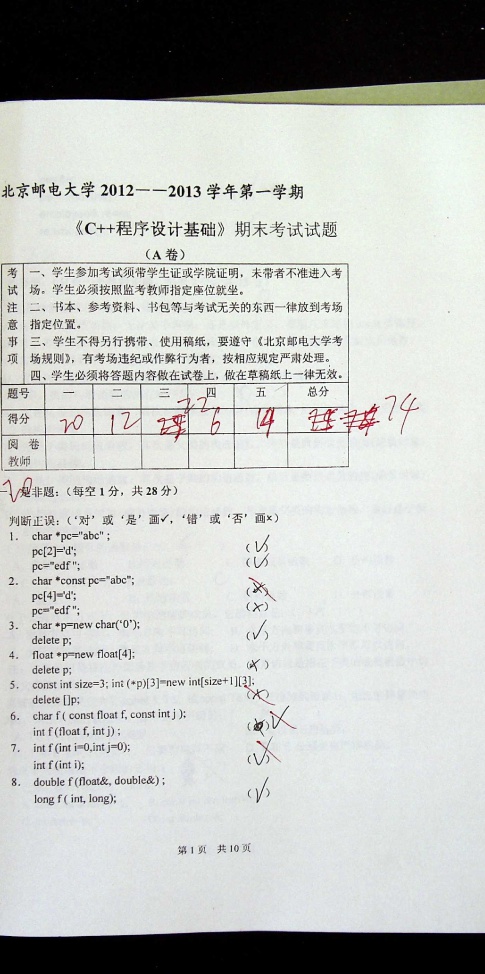 北京邮电大学 2012——2013 学年第一学期
《C++程序设计基础》期末考试试题
(A 卷)
考试注意事项
一、学生参加考试须带学生证或学院证明，未带者不准进入考场。学生必须按照监考教师指定座位就坐。
二、书本、参考资料、书包等与考试无关的东西一律放到考场指定位置。
三、学生不得另行携带、使用稿纸，要遵守《北京邮电大学考场规则》，有考场违纪或作弊行为者，按相应规定严肃处理。
四、学生必须将答题内容做在试卷上，做在草稿纸上一律无效。
题号 一 二 三 四 五 总分
得分 20 12 22 6 14 74
阅卷教师
20
是非题：(每空 1 分，共 28 分)
判断正误：(‘对’或‘是’画✓，‘错’或‘否’画×)
1. char *pc="abc" ;
pc[2]='d'; (✓)
pc="edf "; (✓)
2. char *const pc="abc";
pc[4]='d'; (×)
pc="edf "; (×)
3. char *p=new char(‘0’);
delete p; (✓)
4. float *p=new float[4];
delete p; (×)
5. const int size=3; int (*p)[3]=new int[size+1][3];
delete []p; (×)
6. char f ( const float f, const int j );
int f (float f, int j) ; ( ) ×
7. int f (int i=0,int j=0);
int f (int i); (✓)
8. double f (float&, double&) ;
long f ( int, long); (✓)
第 1 页 共 10 页